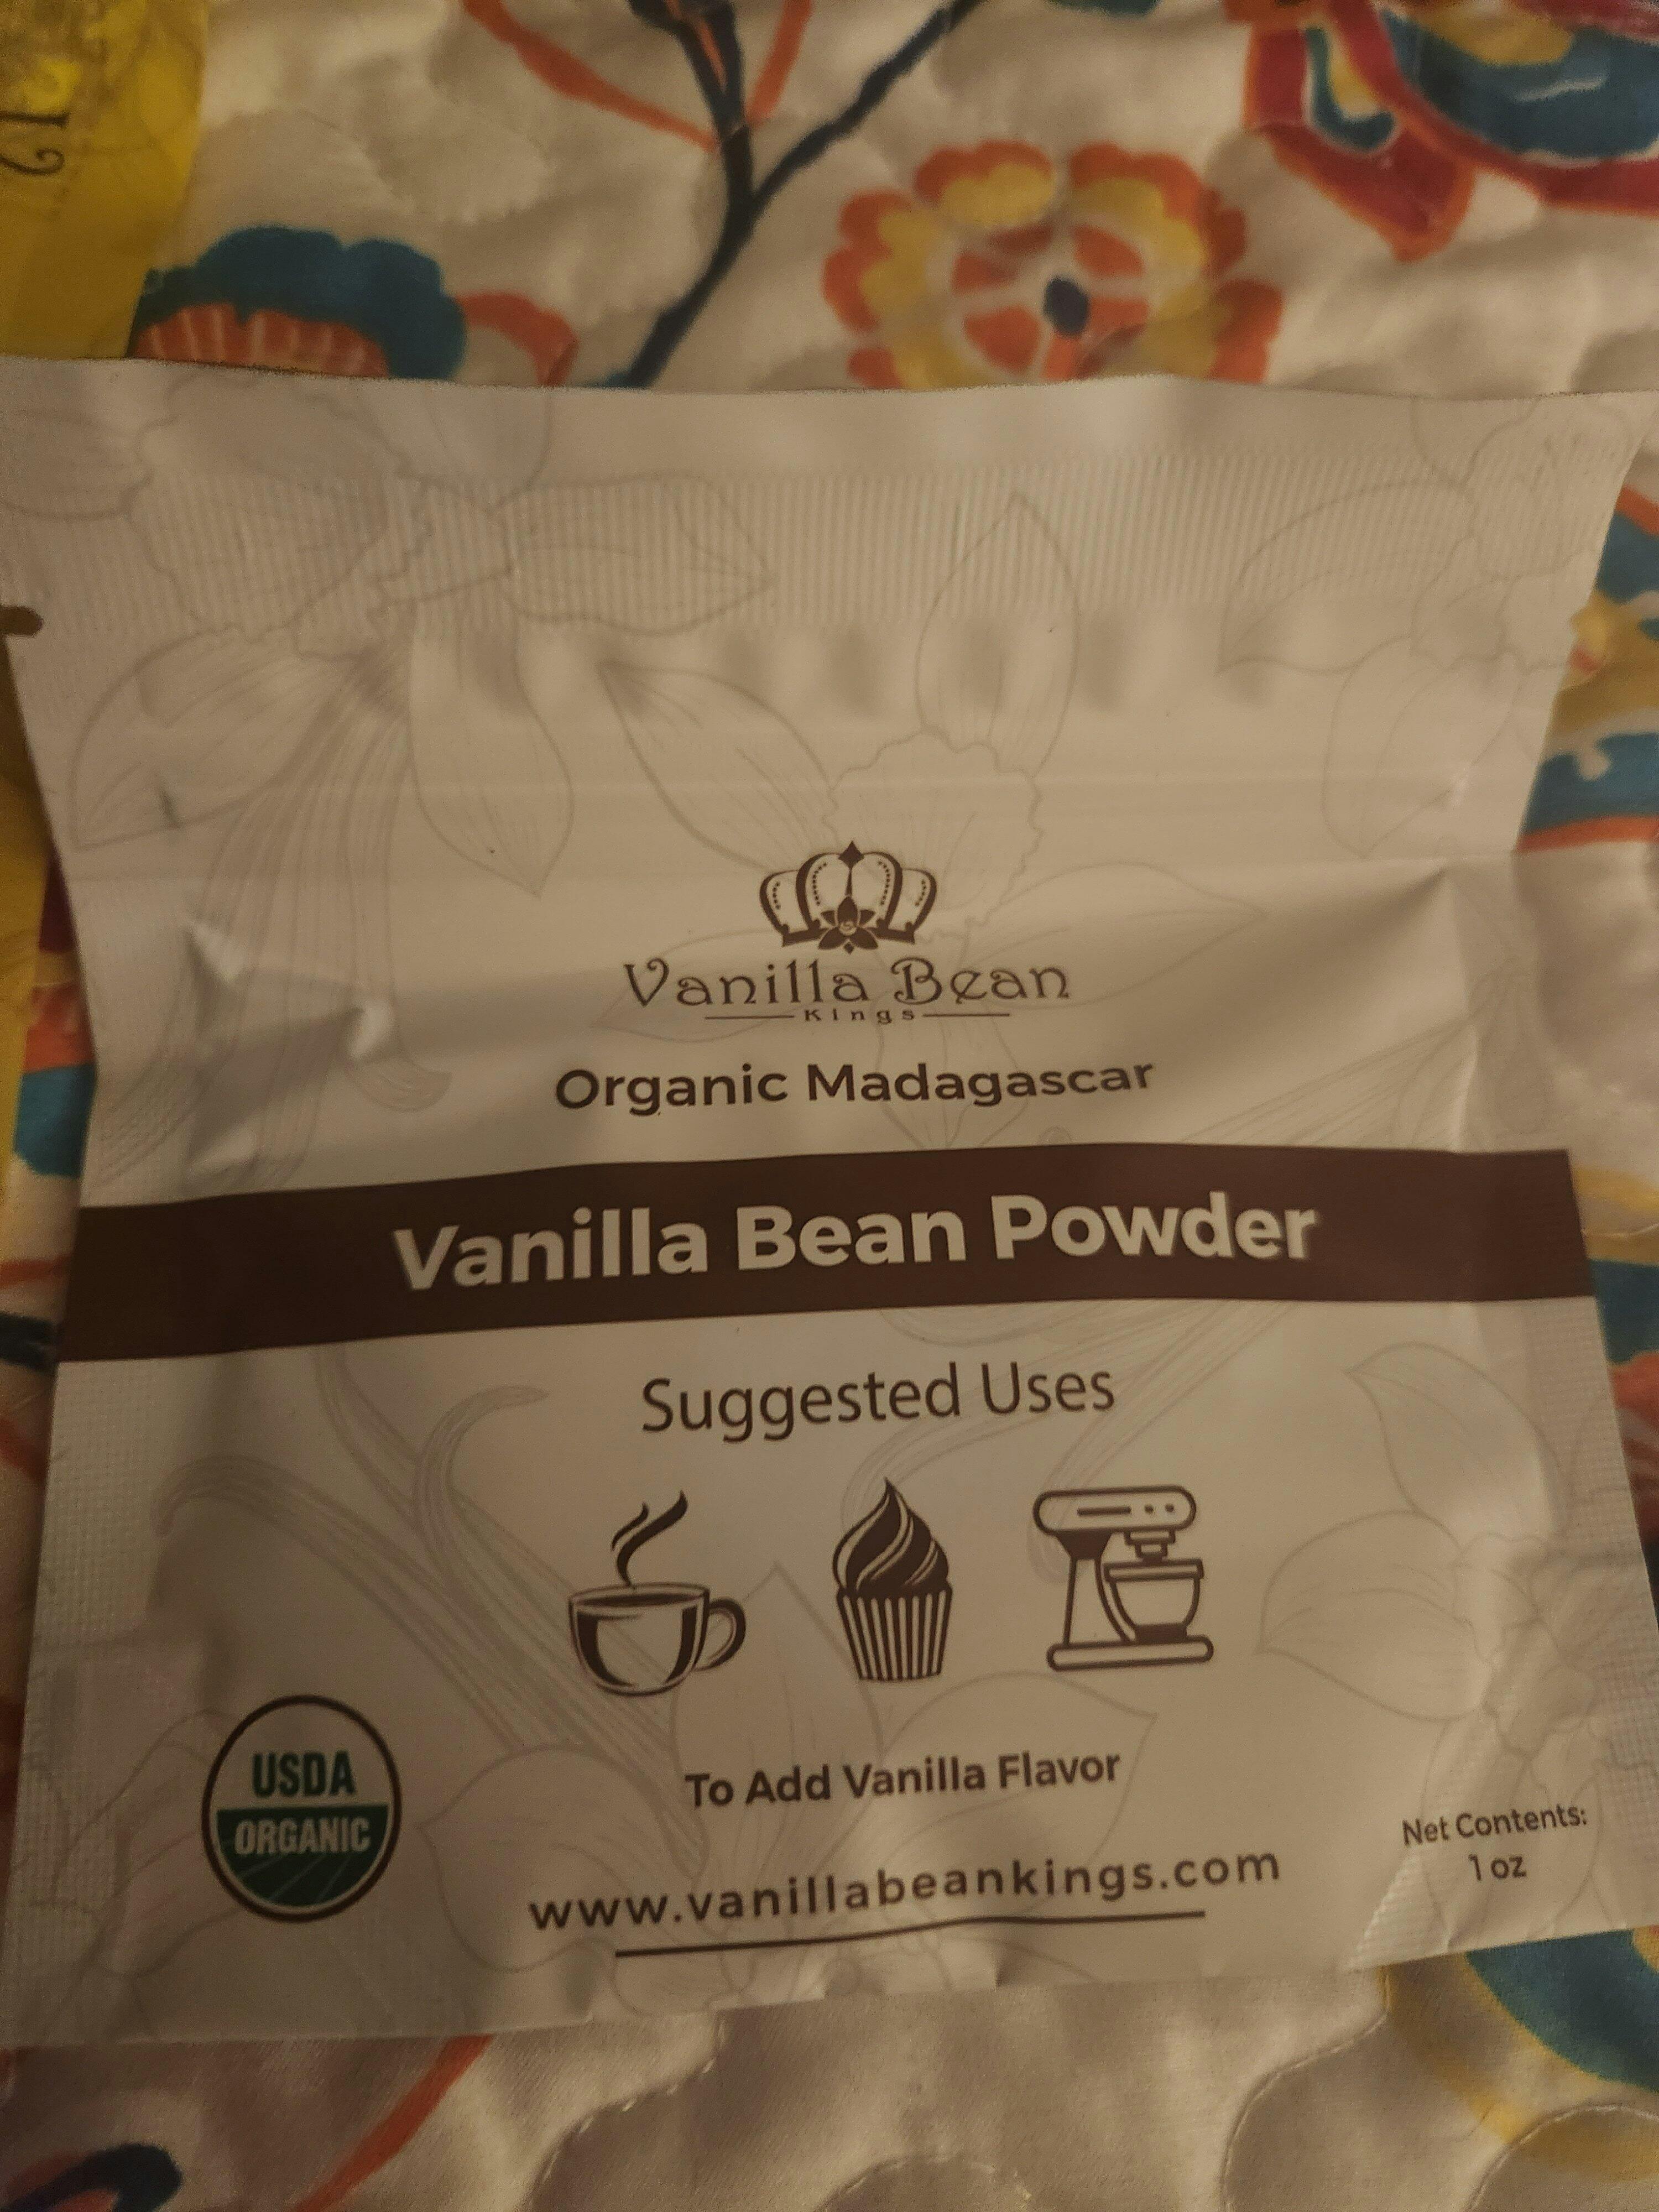 12
Vanilla Bean
Kings
Organic Madagascar
Vanilla Bean Powder
Suggested Uses
To Add Vanilla Flavor
USDA
ORGANIC
www.vanillabeankings.com
Net Contents:
1 oz